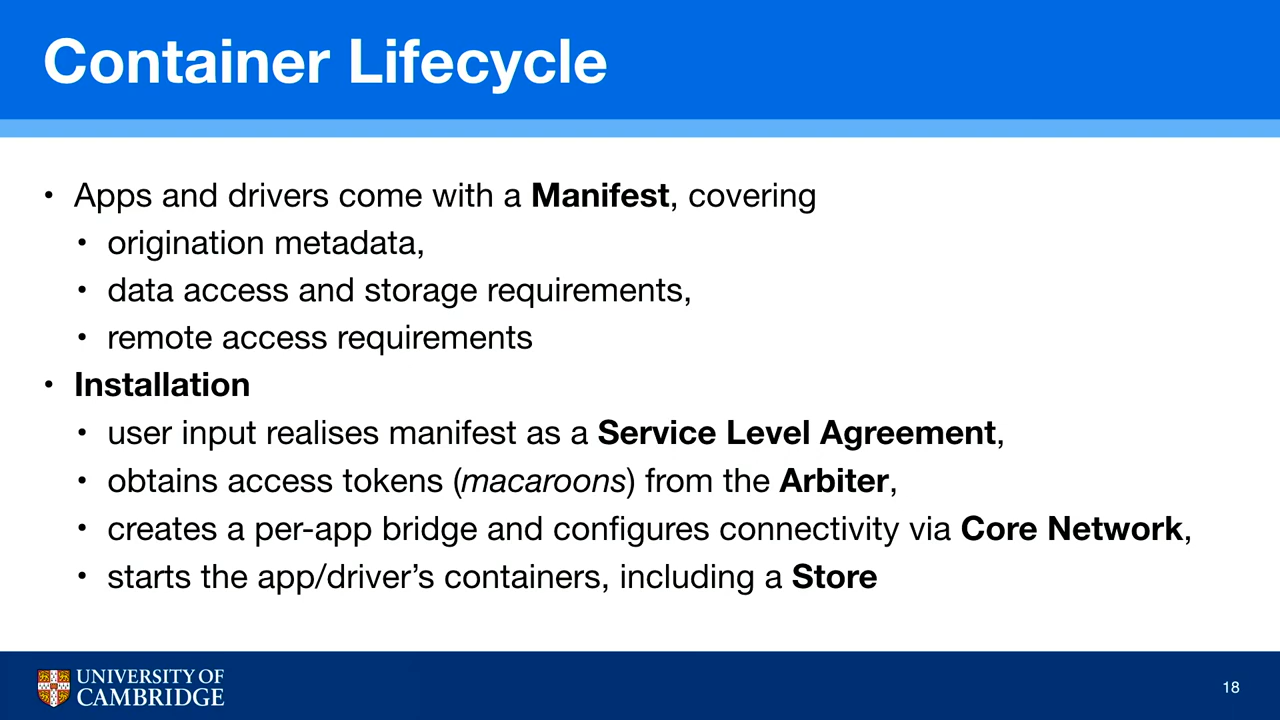 Container Lifecycle
• Apps and drivers come with a Manifest, covering
• origination metadata,
• data access and storage requirements,
• remote access requirements
• Installation
• user input realises manifest as a Service Level Agreement,
• obtains access tokens (macaroons) from the Arbiter,
• creates a per-app bridge and configures connectivity via Core Network,
• starts the app/driver’s containers, including a Store
UNIVERSITY OF
CAMBRIDGE
18